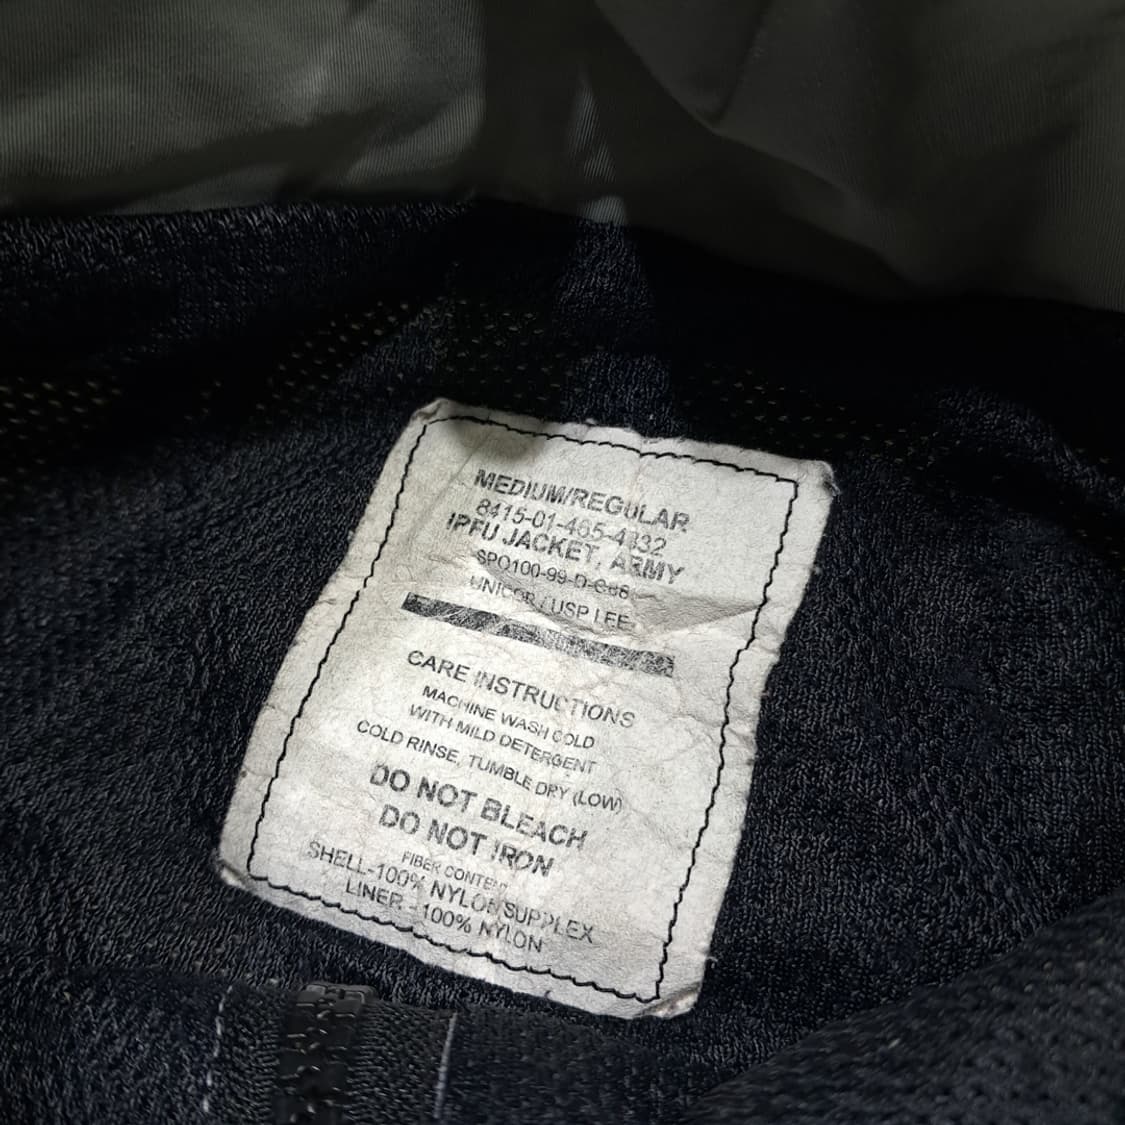 MEDIUM/REGULAR
8415-01-465-4832
IPFU JACKET, ARMY
UNICOR / USP LEE
CARE INSTRUCTIONS
MACHINE WASH COLD
WITH MILD DETERGENT
COLD RINSE, TUMBLE DRY (LOW)
DO NOT BLEACH
DO NOT IRON
FIBER CONTENT
SHELL-100% NYLON SUPPLEX
LINER -100% NYLON